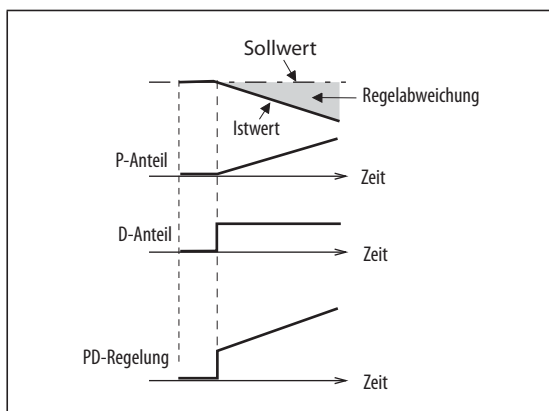 Sollwert
Regelabweichung
Istwert
P-Anteil
Zeit
D-Anteil
Zeit
PD-Regelung
Zeit